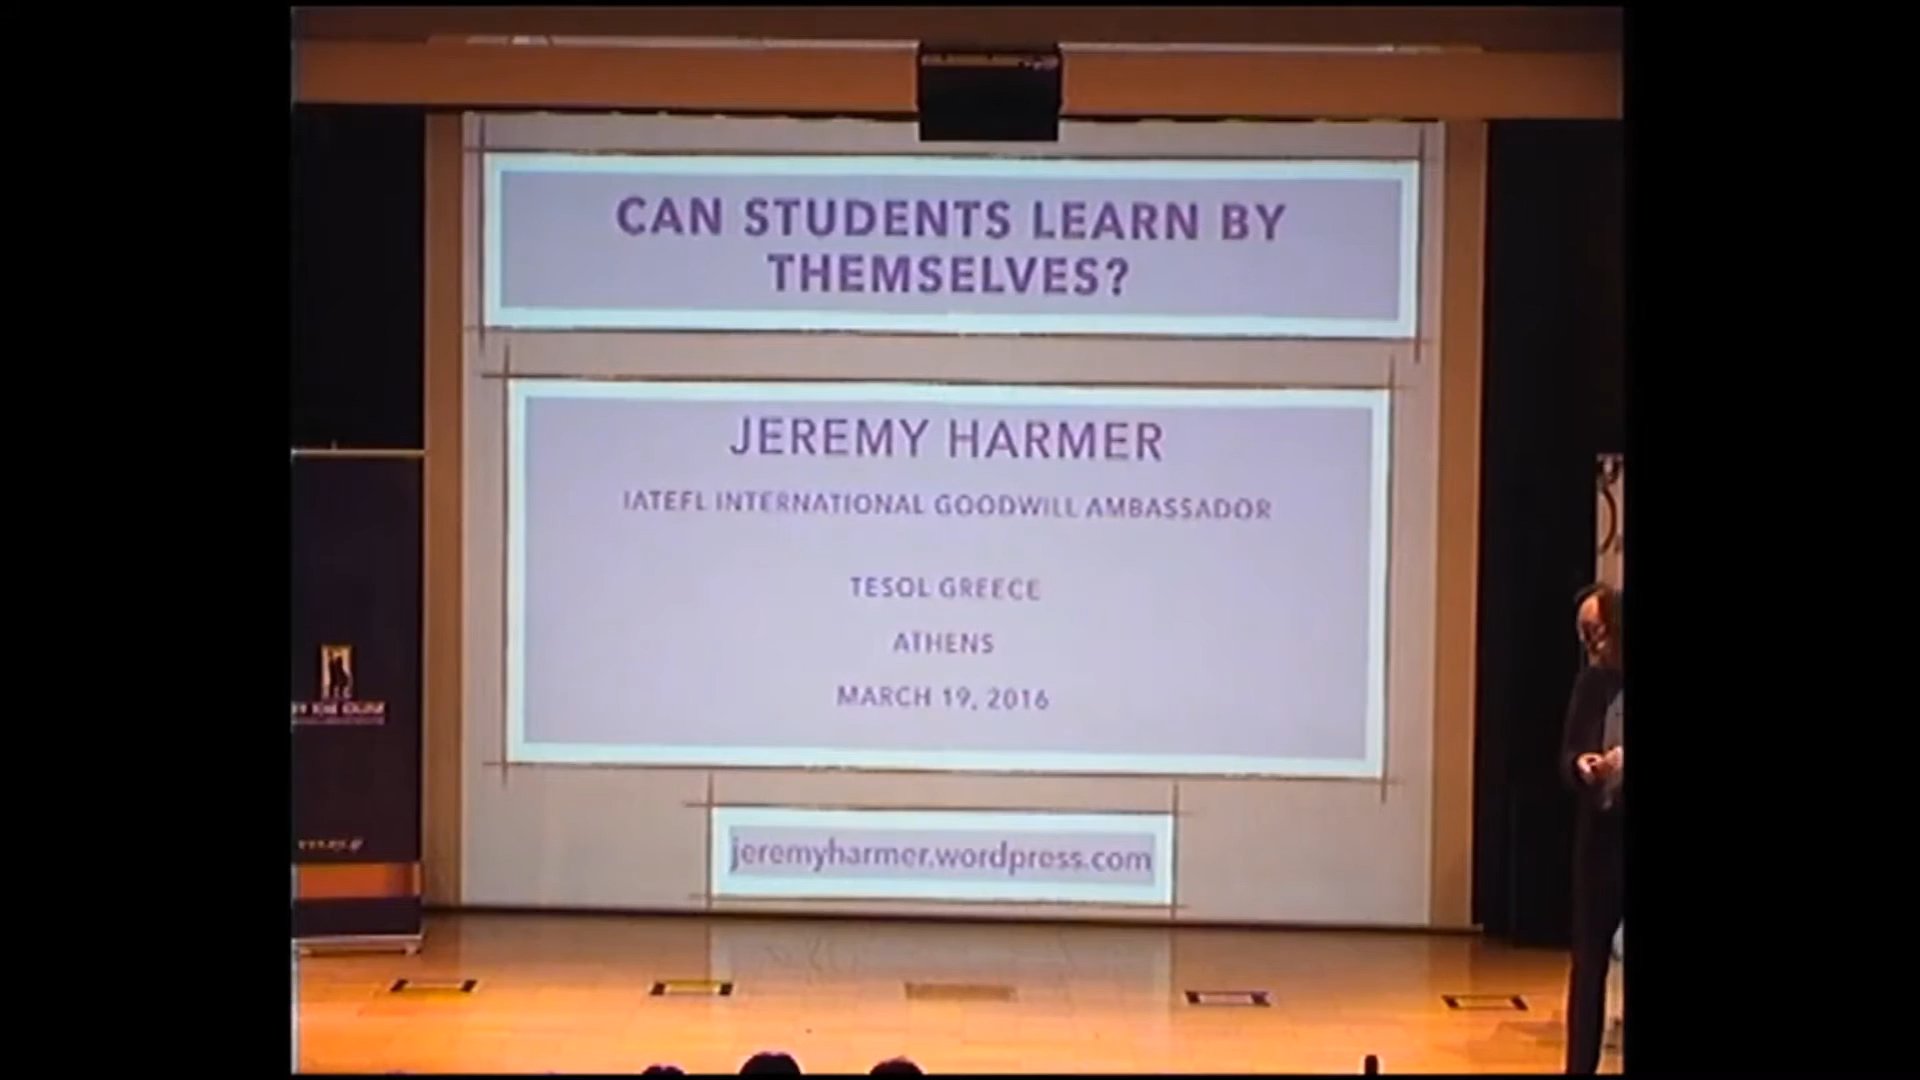 CAN STUDENTS LEARN BY
THEMSELVES?
JEREMY HARMER
IATEFL INTERNATIONAL GOODWILL AMBASSADOR
TESOL GREECE
ATHENS
MARCH 19, 2016
jeremyharmer.wordpress.com